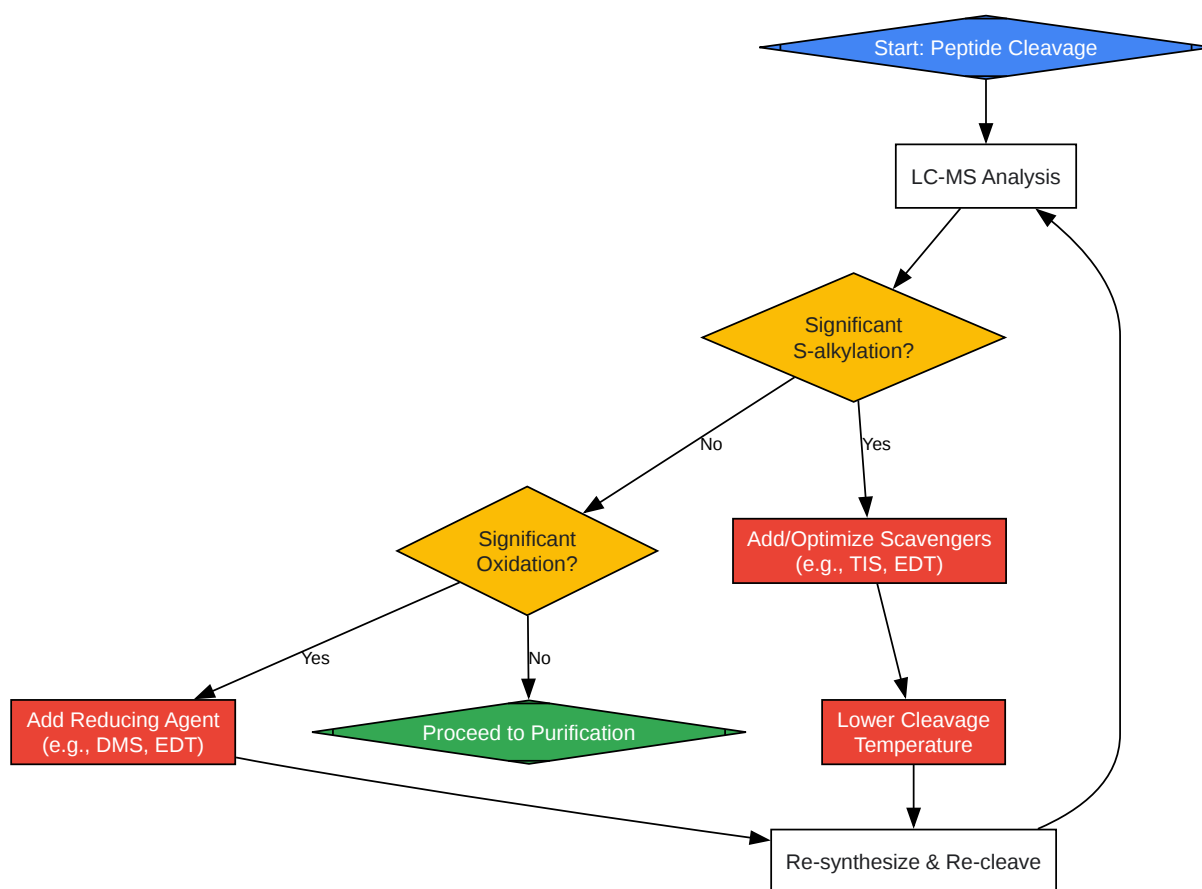 Start: Peptide Cleavage
LC-MS Analysis
Significant
S-alkylation?
No
Yes
Significant
Oxidation?
Add/Optimize Scavengers
(e.g., TIS, EDT)
Yes
No
Add Reducing Agent
(e.g., DMS, EDT)
Proceed to Purification
Lower Cleavage
Temperature
Re-synthesize & Re-cleave